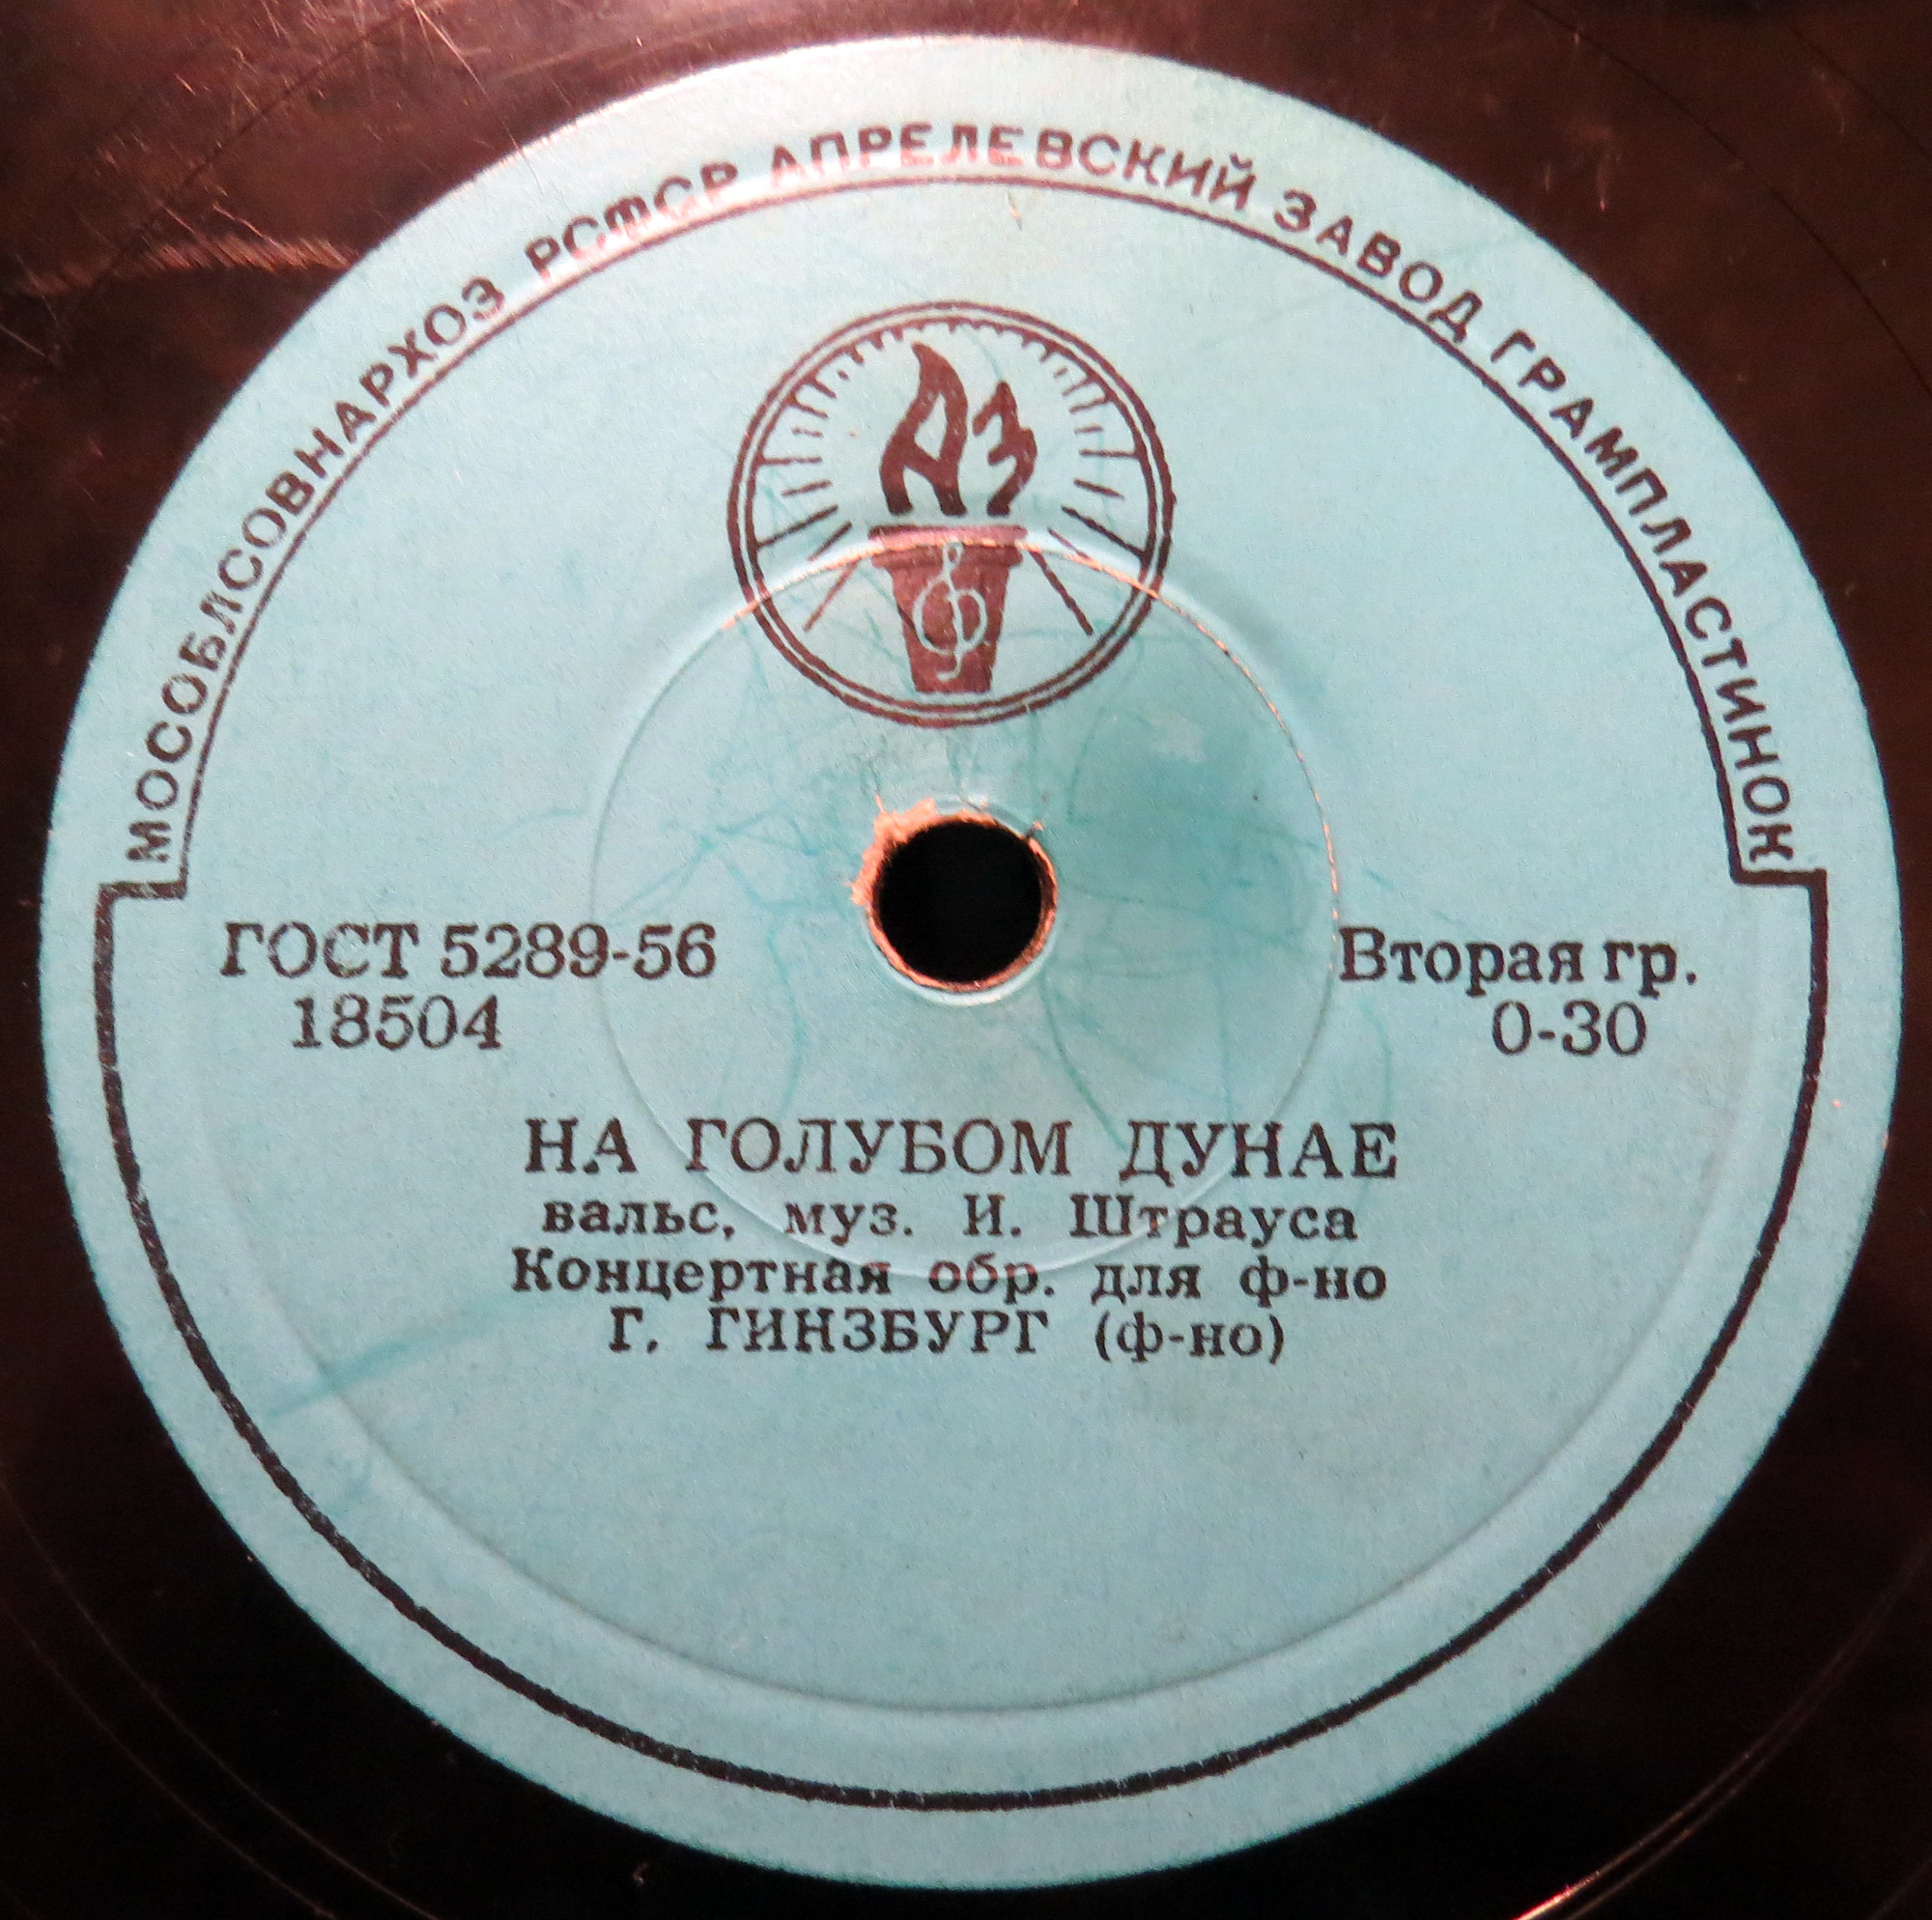 МОСОБЛСОВНАРХОЗ РСФСР АПРЕЛЕВСКИЙ ЗАВОД ГРАМПЛАСТИНОК
АЗ
ГОСТ 5289-56
18504
Вторая гр.
0-30
НА ГОЛУБОМ ДУНАЕ
вальс, муз. И. Штрауса
Концертная обр. для ф-но
Г. ГИНЗБУРГ (ф-но)